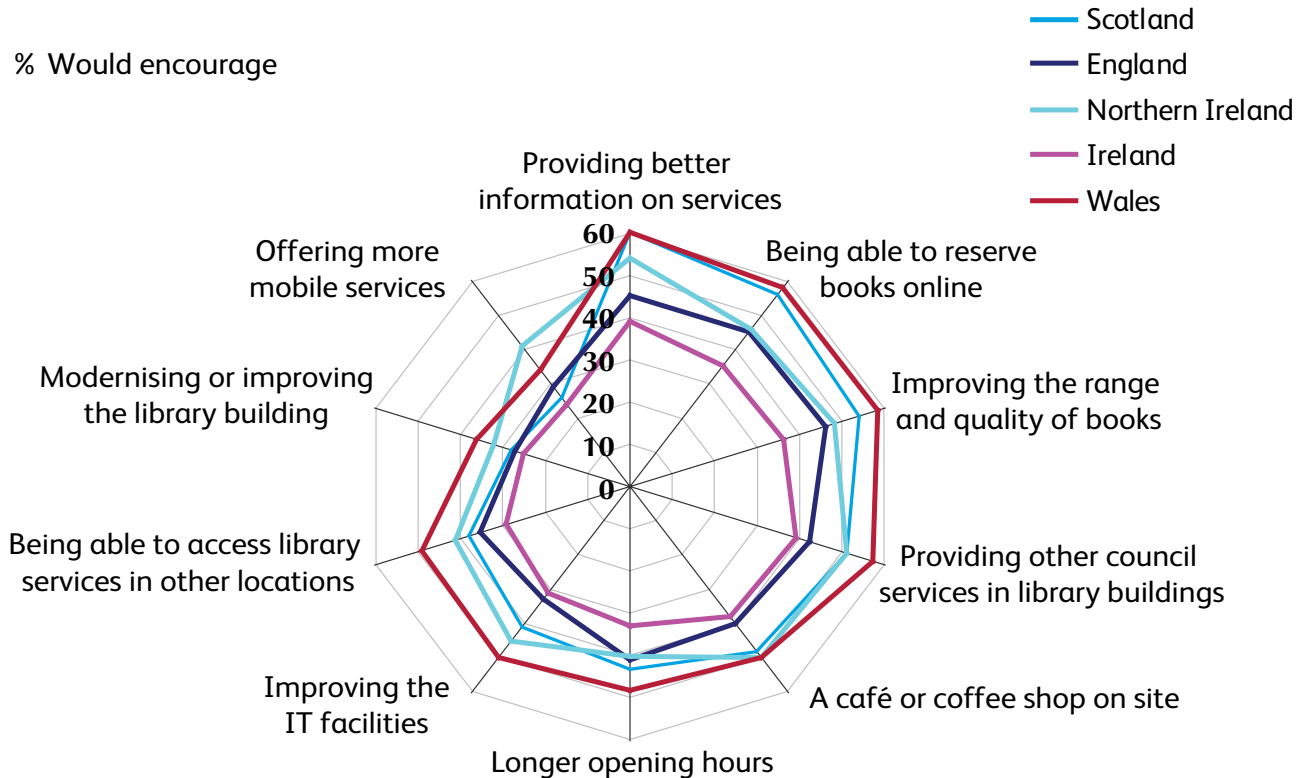 % Would encourage
Scotland
England
Northern Ireland
Ireland
Wales
Providing better
information on services
Being able to reserve
books online
Improving the range
and quality of books
Providing other council
services in library buildings
A café or coffee shop on site
Longer opening hours
Improving the
IT facilities
Being able to access library
services in other locations
Modernising or improving
the library building
Offering more
mobile services
60
50
40
30
20
10
0